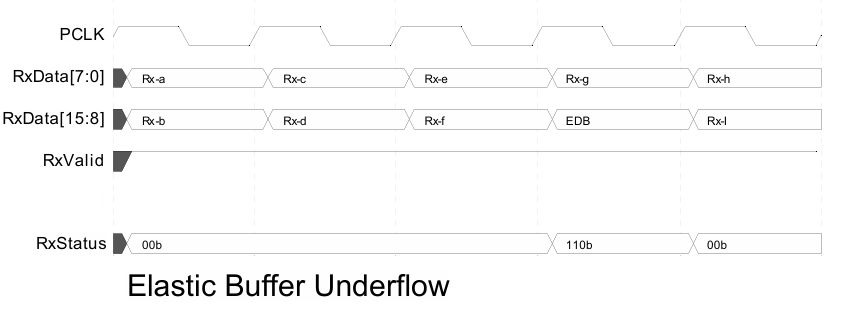 PCLK
RxData[7:0] Rx-a Rx-c Rx-e Rx-g Rx-h
RxData[15:8] Rx-b Rx-d Rx-f EDB Rx-I
RxValid
RxStatus 00b 110b 00b
Elastic Buffer Underflow